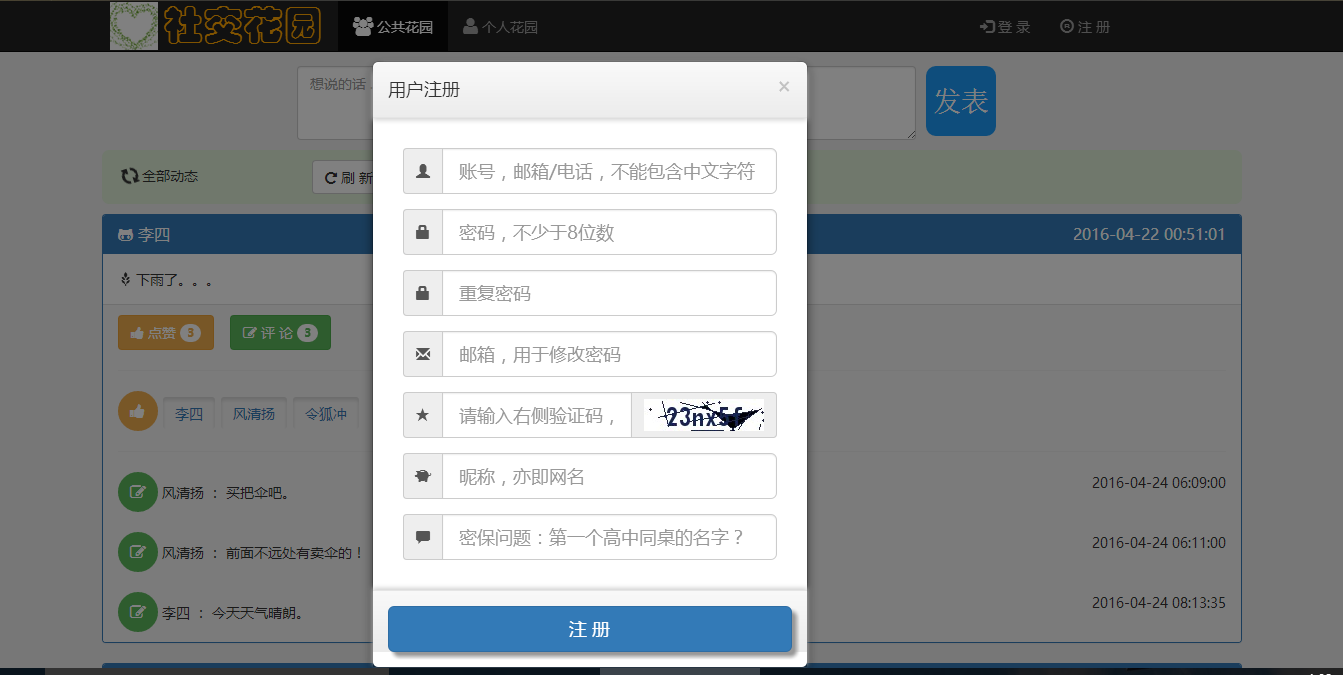 社交花园 公共花园 个人花园 登 录 注 册
想说的话
发表
用户注册 ×
账号，邮箱/电话，不能包含中文字符
密码，不少于8位数
重复密码
邮箱，用于修改密码
请输入右侧验证码， 23nx5f
昵称，亦即网名
密保问题：第一个高中同桌的名字？
注 册
全部动态 刷 新
李四 2016-04-22 00:51:01
下雨了。。。
点赞 3 评 论 3
李四 风清扬 令狐冲
风清扬 ： 买把伞吧。 2016-04-24 06:09:00
风清扬 ： 前面不远处有卖伞的！ 2016-04-24 06:11:00
李四 ： 今天天气晴朗。 2016-04-24 08:13:35